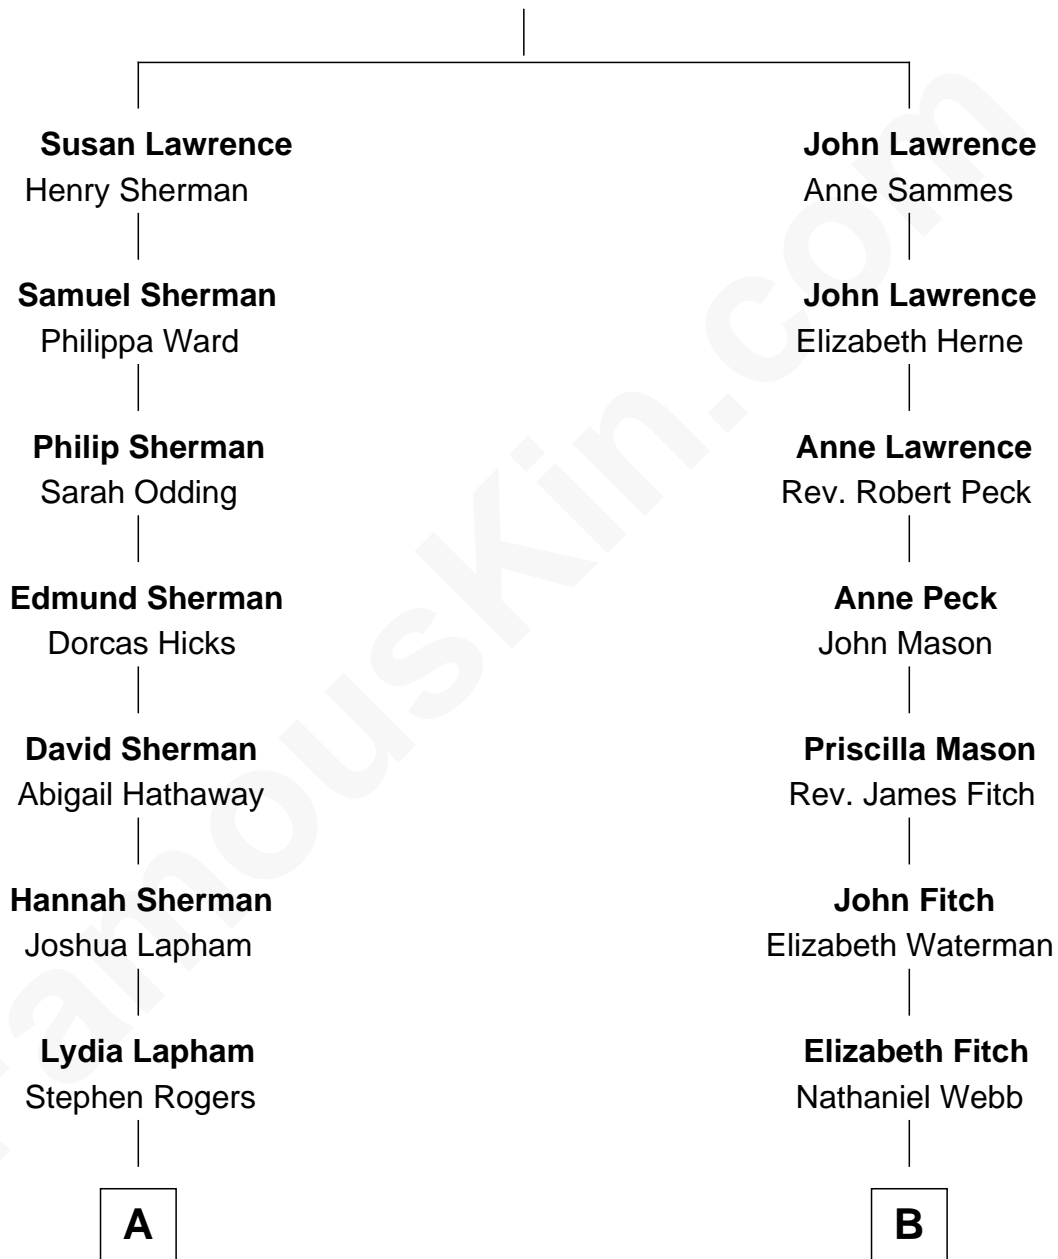 Susan Lawrence
Henry Sherman
John Lawrence
Anne Sammes
Samuel Sherman
Philippa Ward
John Lawrence
Elizabeth Herne
Philip Sherman
Sarah Odding
Anne Lawrence
Rev. Robert Peck
Edmund Sherman
Dorcas Hicks
Anne Peck
John Mason
David Sherman
Abigail Hathaway
Priscilla Mason
Rev. James Fitch
Hannah Sherman
Joshua Lapham
John Fitch
Elizabeth Waterman
Lydia Lapham
Stephen Rogers
Elizabeth Fitch
Nathaniel Webb
A
B
FamousKin.com